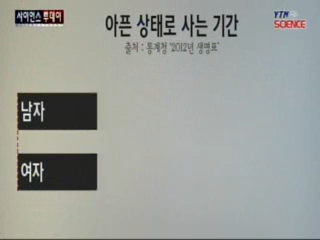 사이언스 투데이
YTN
SCIENCE
아픈 상태로 사는 기간
출처 : 통계청 '2012년 생명표'
남자
여자